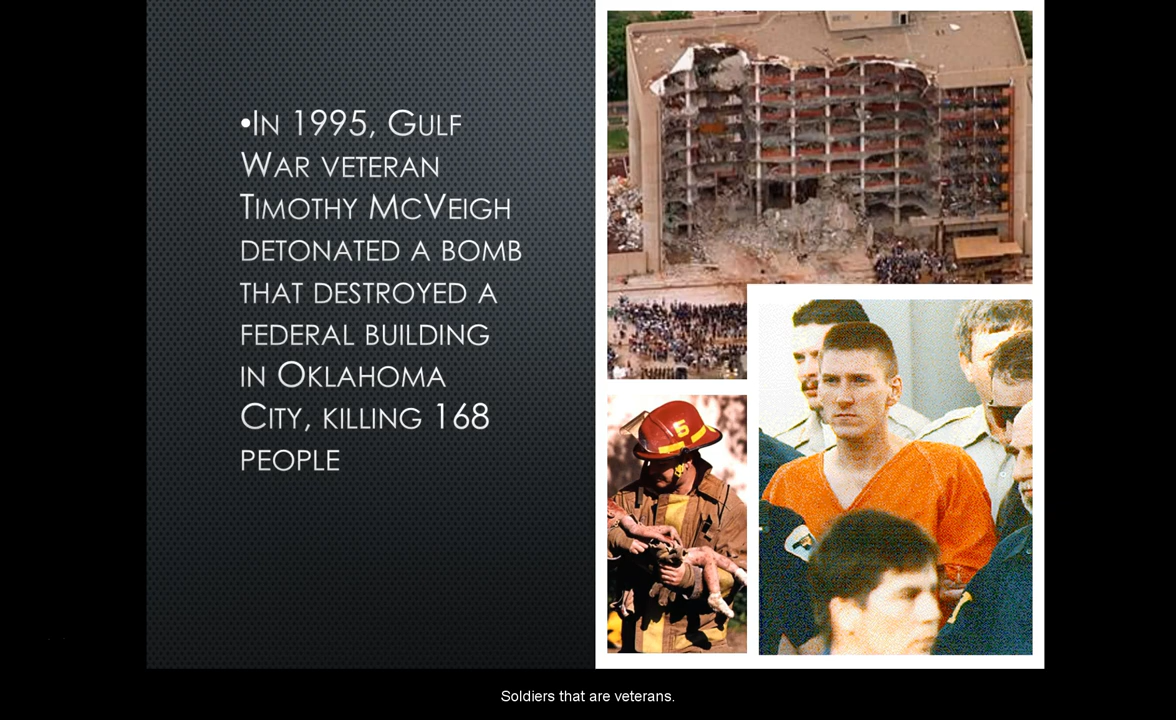 •In 1995, Gulf
War veteran
Timothy McVeigh
detonated a bomb
that destroyed a
federal building
in Oklahoma
City, killing 168
people
5
Soldiers that are veterans.